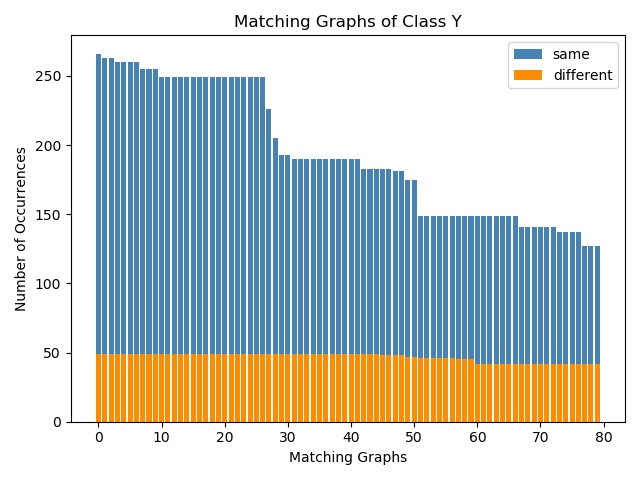 Matching Graphs of Class Y
same
different
Number of Occurrences
250
200
150
100
50
0
0 10 20 30 40 50 60 70 80
Matching Graphs